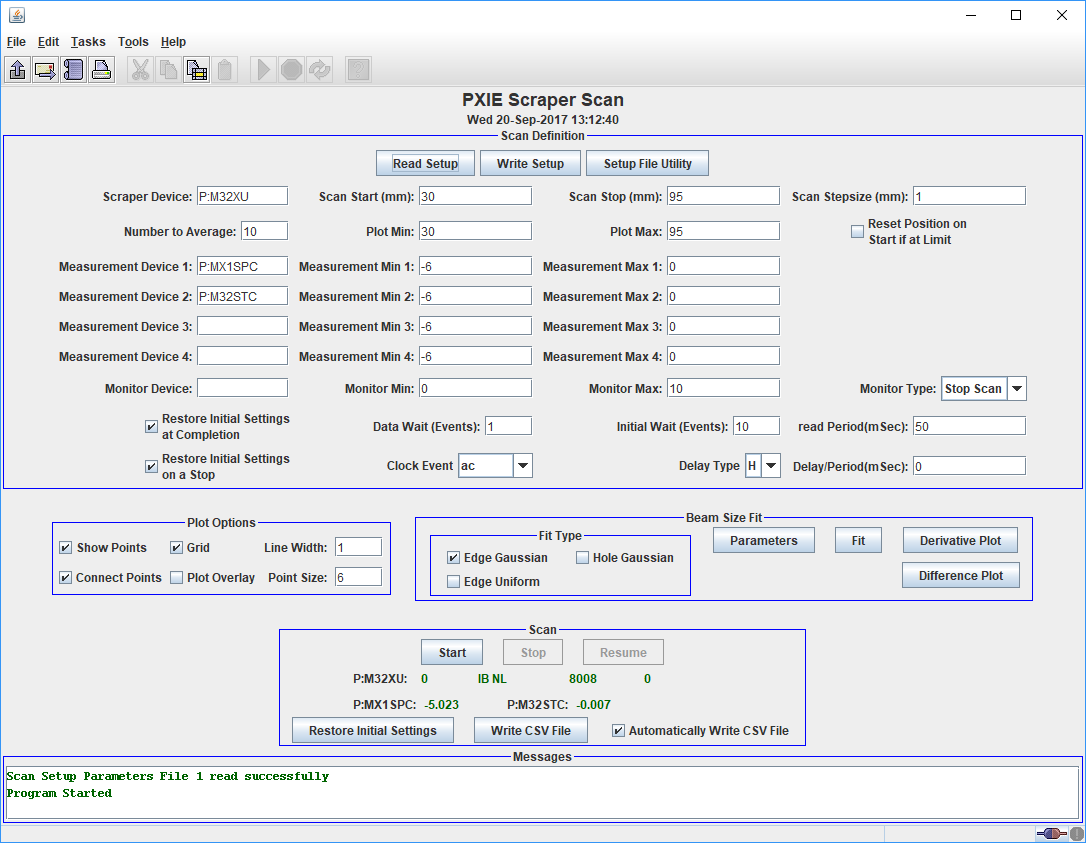 File Edit Tasks Tools Help
PXIE Scraper Scan
Wed 20-Sep-2017 13:12:40
Scan Definition
Read Setup Write Setup Setup File Utility
Scraper Device: P:M32XU Scan Start (mm): 30 Scan Stop (mm): 95 Scan Stepsize (mm): 1
Number to Average: 10 Plot Min: 30 Plot Max: 95 Reset Position on
Start if at Limit
Measurement Device 1: P:MX1SPC Measurement Min 1: -6 Measurement Max 1: 0
Measurement Device 2: P:M32STC Measurement Min 2: -6 Measurement Max 2: 0
Measurement Device 3: Measurement Min 3: -6 Measurement Max 3: 0
Measurement Device 4: Measurement Min 4: -6 Measurement Max 4: 0
Monitor Device: Monitor Min: 0 Monitor Max: 10 Monitor Type: Stop Scan
Restore Initial Settings
at Completion Data Wait (Events): 1 Initial Wait (Events): 10 read Period(mSec): 50
Restore Initial Settings
on a Stop Clock Event ac Delay Type H Delay/Period(mSec): 0
Plot Options
Show Points Grid Line Width: 1
Connect Points Plot Overlay Point Size: 6
Beam Size Fit
Fit Type
Edge Gaussian Hole Gaussian
Edge Uniform
Parameters Fit Derivative Plot
Difference Plot
Scan
Start Stop Resume
P:M32XU: 0 IB NL 8008 0
P:MX1SPC: -5.023 P:M32STC: -0.007
Restore Initial Settings Write CSV File Automatically Write CSV File
Messages
Scan Setup Parameters File 1 read successfully
Program Started